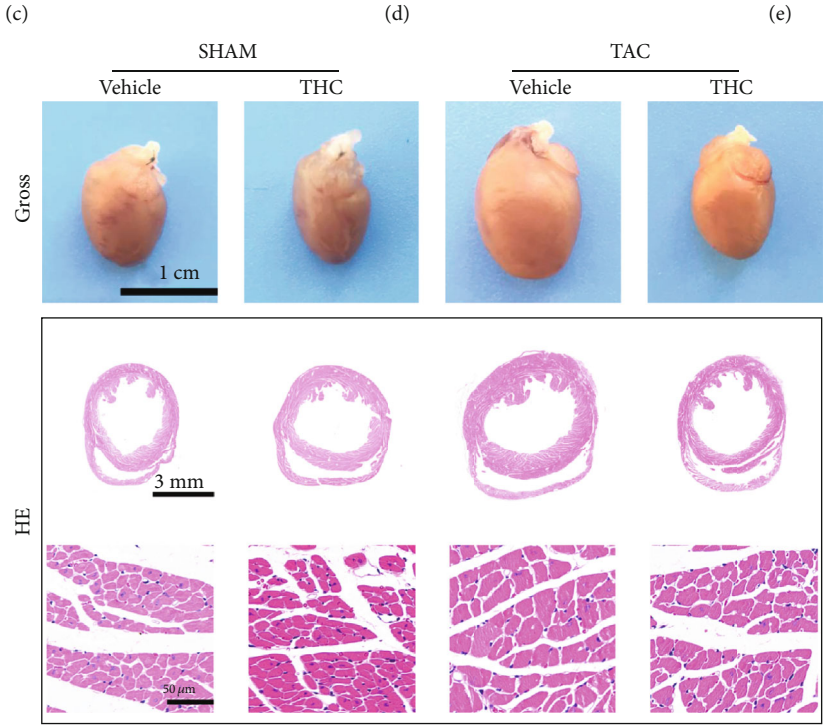 (c) (d) (e)
SHAM TAC
Vehicle THC Vehicle THC
Gross
1 cm
HE
3 mm
50 μm